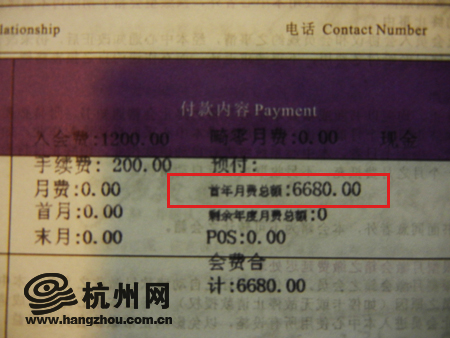 lationship
电话 Contact Number
付款内容 Payment
入会费:1200.00 畸零月费:0.00 现金
手续费: 200.00 预付:
月费:0.00 首年月费总额:6680.00
首月:0.00 剩余年度月费总额:0
末月:0.00 POS:0.00
会费合
计:6680.00
杭州网
www.hangzhou.com.cn